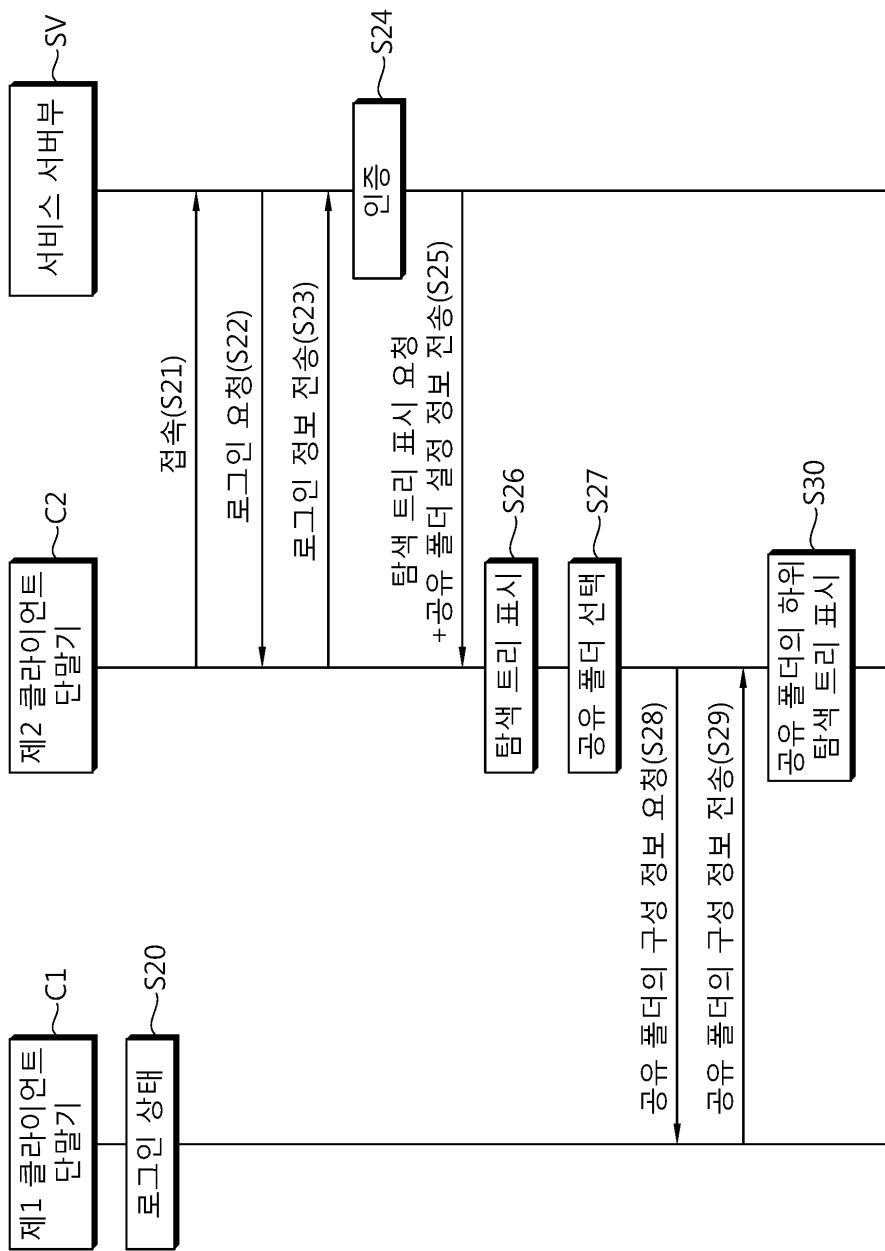 제1 클라이언트
단말기
C1
제2 클라이언트
단말기
C2
서비스 서버부
SV
로그인 상태
S20
접속(S21)
로그인 요청(S22)
로그인 정보 전송(S23)
인증
S24
탐색 트리 표시 요청
+공유 폴더 설정 정보 전송(S25)
탐색 트리 표시
S26
공유 폴더 선택
S27
공유 폴더의 구성 정보 요청(S28)
공유 폴더의 구성 정보 전송(S29)
공유 폴더의 하위
탐색 트리 표시
S30